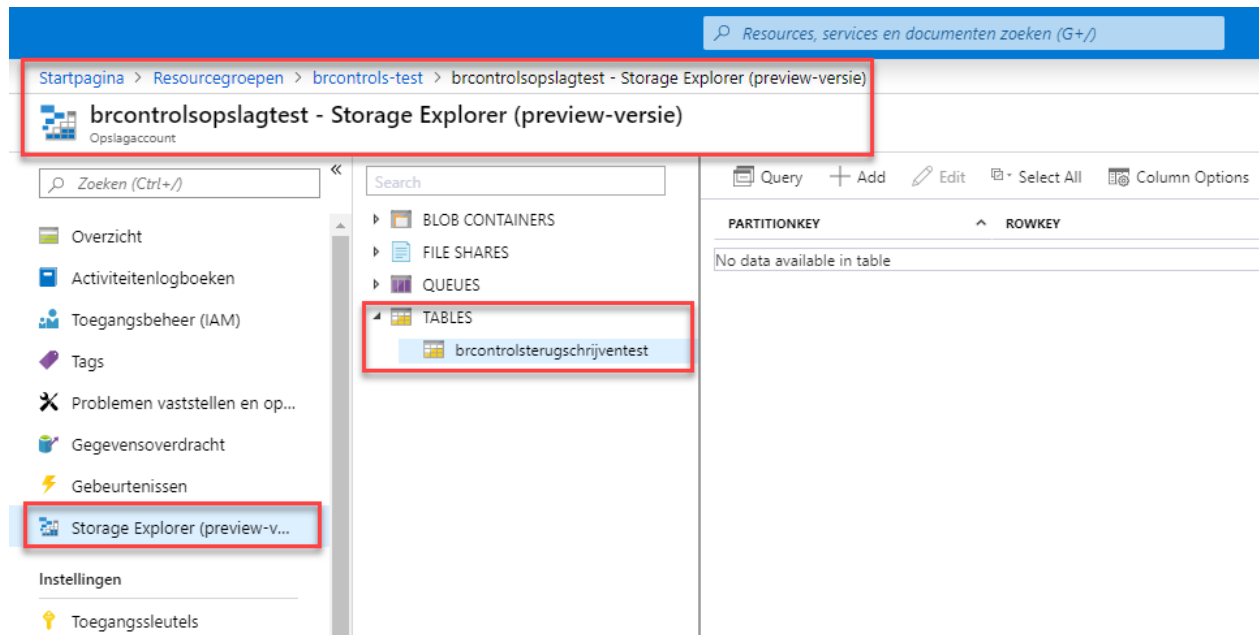 Resources, services en documenten zoeken (G+/)
Startpagina > Resourcegroepen > brcontrols-test > brcontrolsopslagtest - Storage Explorer (preview-versie)
brcontrolsopslagtest - Storage Explorer (preview-versie)
Opslagaccount
Zoeken (Ctrl+/)
«
Overzicht
Activiteitenlogboeken
Toegangsbeheer (IAM)
Tags
Problemen vaststellen en op...
Gegevensoverdracht
Gebeurtenissen
Storage Explorer (preview-v...
Instellingen
Toegangssleutels
Search
BLOB CONTAINERS
FILE SHARES
QUEUES
TABLES
brcontrolsterugschrijventest
Query Add Edit Select All Column Options
PARTITIONKEY ROWKEY
No data available in table